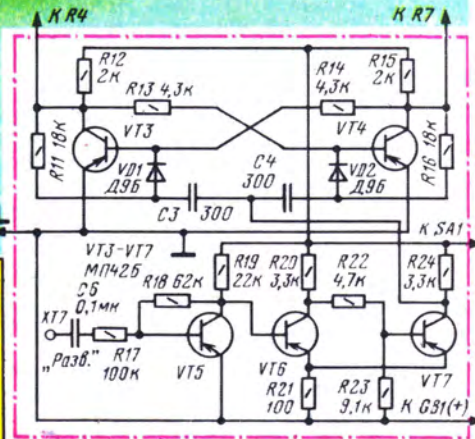 К R4
К R7
R12
2к
R13 4,3к
R14
4,3к
R15
2к
VT3
VT4
R11 18к
R16 18к
VD1
Д9Б
C4
300
VD2
Д9Б
C3
300
К SA1
VT3-VT7
МП42Б
R18 62к
R19
22к
R20
3,3к
R22
4,7к
R24
3,3к
C6
0,1мк
XT7
„Разв."
R17
100к
VT5
VT6
VT7
R21
100
R23
9,1к
К GB1(+)